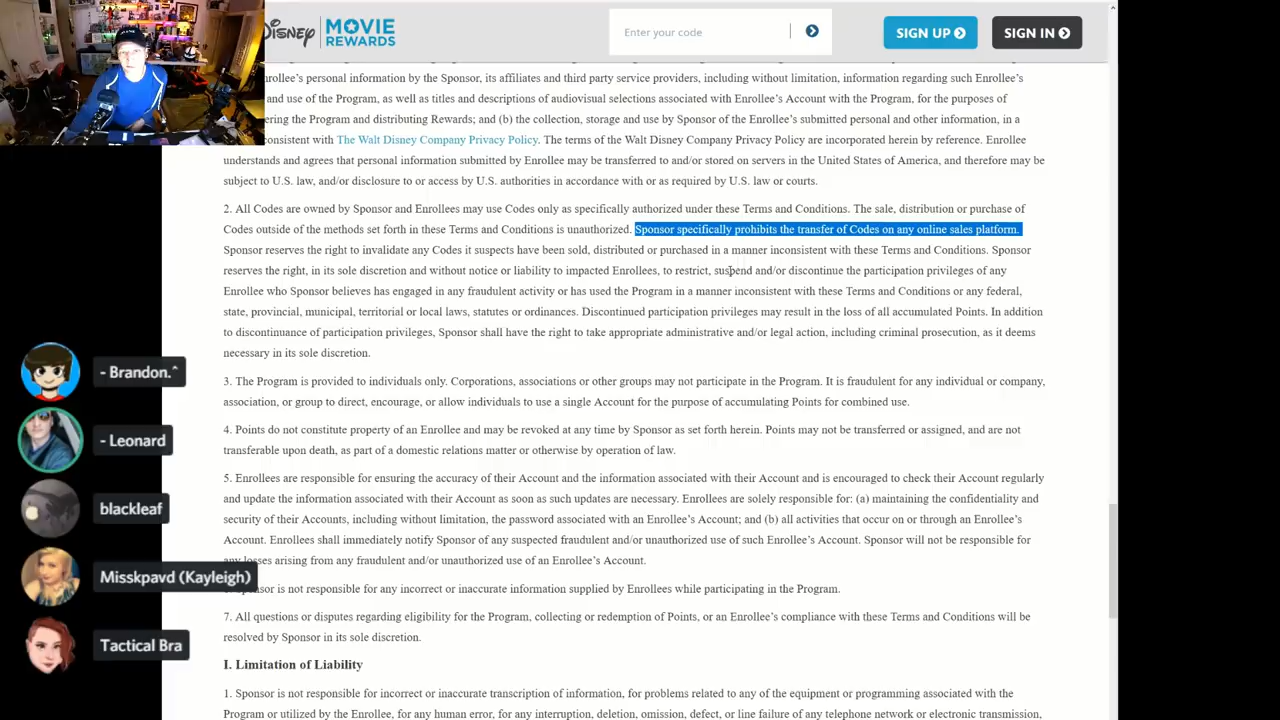 DISNEY MOVIE REWARDS
Enter your code
SIGN UP
SIGN IN
nrollee's personal information by the Sponsor, its affiliates and third party service providers, including without limitation, information regarding such Enrollee's
and use of the Program, as well as titles and descriptions of audiovisual selections associated with Enrollee's Account with the Program, for the purposes of
ering the Program and distributing Rewards; and (b) the collection, storage and use by Sponsor of the Enrollee's submitted personal and other information, in a
consistent with The Walt Disney Company Privacy Policy. The terms of the Walt Disney Company Privacy Policy are incorporated herein by reference. Enrollee
understands and agrees that personal information submitted by Enrollee may be transferred to and/or stored on servers in the United States of America, and therefore may be
subject to U.S. law, and/or disclosure to or access by U.S. authorities in accordance with or as required by U.S. law or courts.
2. All Codes are owned by Sponsor and Enrollees may use Codes only as specifically authorized under these Terms and Conditions. The sale, distribution or purchase of
Codes outside of the methods set forth in these Terms and Conditions is unauthorized. Sponsor specifically prohibits the transfer of Codes on any online sales platform.
Sponsor reserves the right to invalidate any Codes it suspects have been sold, distributed or purchased in a manner inconsistent with these Terms and Conditions. Sponsor
reserves the right, in its sole discretion and without notice or liability to impacted Enrollees, to restrict, suspend and/or discontinue the participation privileges of any
Enrollee who Sponsor believes has engaged in any fraudulent activity or has used the Program in a manner inconsistent with these Terms and Conditions or any federal,
state, provincial, municipal, territorial or local laws, statutes or ordinances. Discontinued participation privileges may result in the loss of all accumulated Points. In addition
to discontinuance of participation privileges, Sponsor shall have the right to take appropriate administrative and/or legal action, including criminal prosecution, as it deems
necessary in its sole discretion.
- Brandon.^
3. The Program is provided to individuals only. Corporations, associations or other groups may not participate in the Program. It is fraudulent for any individual or company,
association, or group to direct, encourage, or allow individuals to use a single Account for the purpose of accumulating Points for combined use.
4. Points do not constitute property of an Enrollee and may be revoked at any time by Sponsor as set forth herein. Points may not be transferred or assigned, and are not
- Leonard
transferable upon death, as part of a domestic relations matter or otherwise by operation of law.
5. Enrollees are responsible for ensuring the accuracy of their Account and the information associated with their Account and is encouraged to check their Account regularly
and update the information associated with their Account as soon as such updates are necessary. Enrollees are solely responsible for: (a) maintaining the confidentiality and
blackleaf
security of their Accounts, including without limitation, the password associated with an Enrollee's Account; and (b) all activities that occur on or through an Enrollee's
Account. Enrollees shall immediately notify Sponsor of any suspected fraudulent and/or unauthorized use of such Enrollee's Account. Sponsor will not be responsible for
any losses arising from any fraudulent and/or unauthorized use of an Enrollee's Account.
Misskpavd (Kayleigh)
Sponsor is not responsible for any incorrect or inaccurate information supplied by Enrollees while participating in the Program.
7. All questions or disputes regarding eligibility for the Program, collecting or redemption of Points, or an Enrollee's compliance with these Terms and Conditions will be
resolved by Sponsor in its sole discretion.
Tactical Bra
I. Limitation of Liability
1. Sponsor is not responsible for incorrect or inaccurate transcription of information, for problems related to any of the equipment or programming associated with the
Program or utilized by the Enrollee, for any human error, for any interruption, deletion, omission, defect, or line failure of any telephone network or electronic transmission,